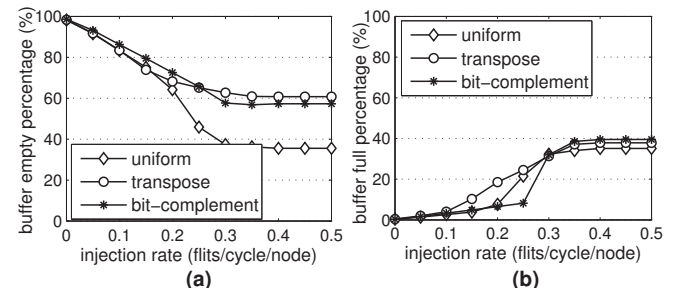 buffer empty percentage (%)
100
80
60
40
20
0
uniform
transpose
bit−complement
0
0.1
0.2
0.3
0.4
0.5
injection rate (flits/cycle/node)
(a)
buffer full percentage (%)
100
80
60
40
20
0
uniform
transpose
bit−complement
0
0.1
0.2
0.3
0.4
0.5
injection rate (flits/cycle/node)
(b)